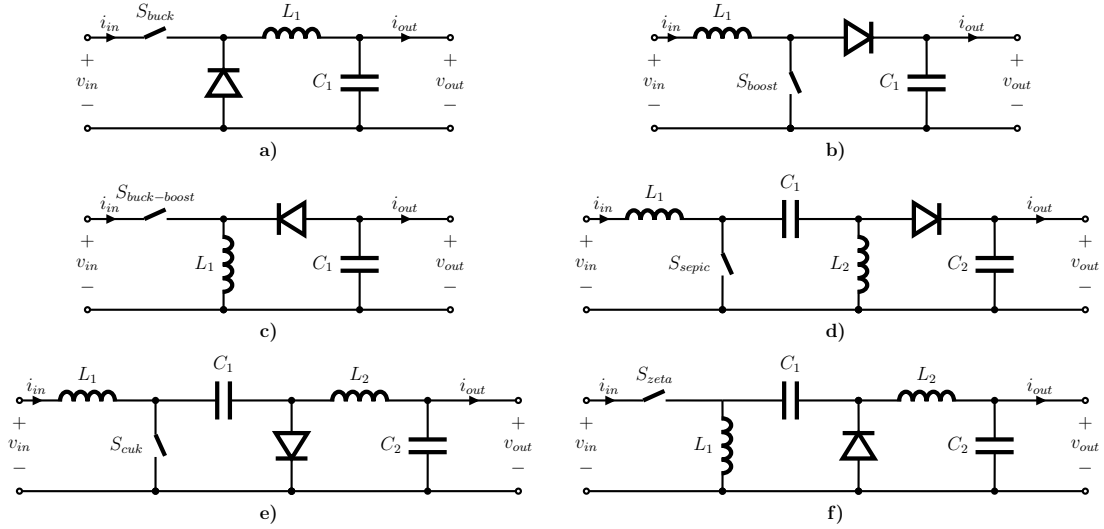 S_buck
i_in L_1 i_out
+ +
v_in C_1 v_out
− −
a)
i_in L_1 i_out
+ +
v_in S_boost C_1 v_out
− −
b)
S_buck−boost
i_in i_out
+ +
v_in L_1 C_1 v_out
− −
c)
i_in L_1 C_1 i_out
+ +
v_in S_sepic L_2 C_2 v_out
− −
d)
i_in L_1 C_1 L_2 i_out
+ +
v_in S_cuk C_2 v_out
− −
e)
i_in S_zeta C_1 L_2 i_out
+ +
v_in L_1 C_2 v_out
− −
f)